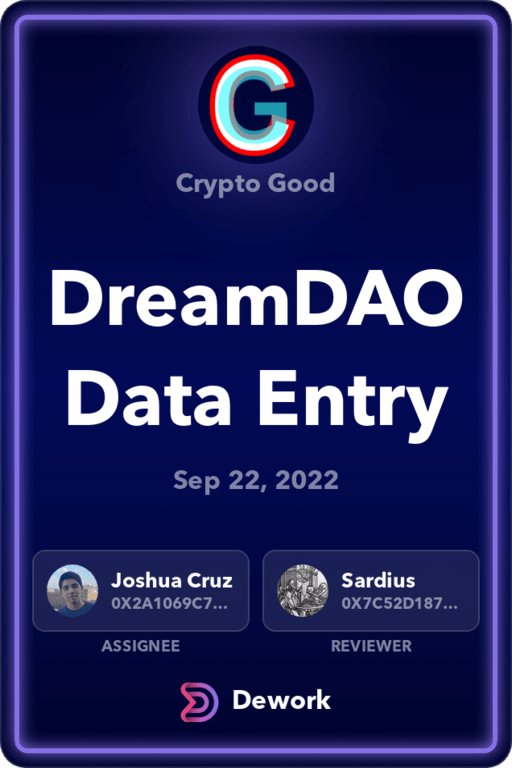 G
Crypto Good
DreamDAO
Data Entry
Sep 22, 2022
Joshua Cruz
0X2A1069C7...
ASSIGNEE
Sardius
0X7C52D187...
REVIEWER
Dework